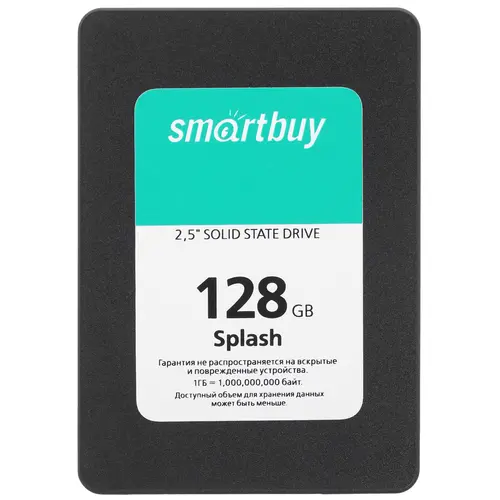 smartbuy
2,5" SOLID STATE DRIVE
128 GB
Splash
Гарантия не распространяется на вскрытые
и поврежденные устройства.
1ГБ = 1,000,000,000 байт.
Доступный объем для хранения данных
может быть меньше.